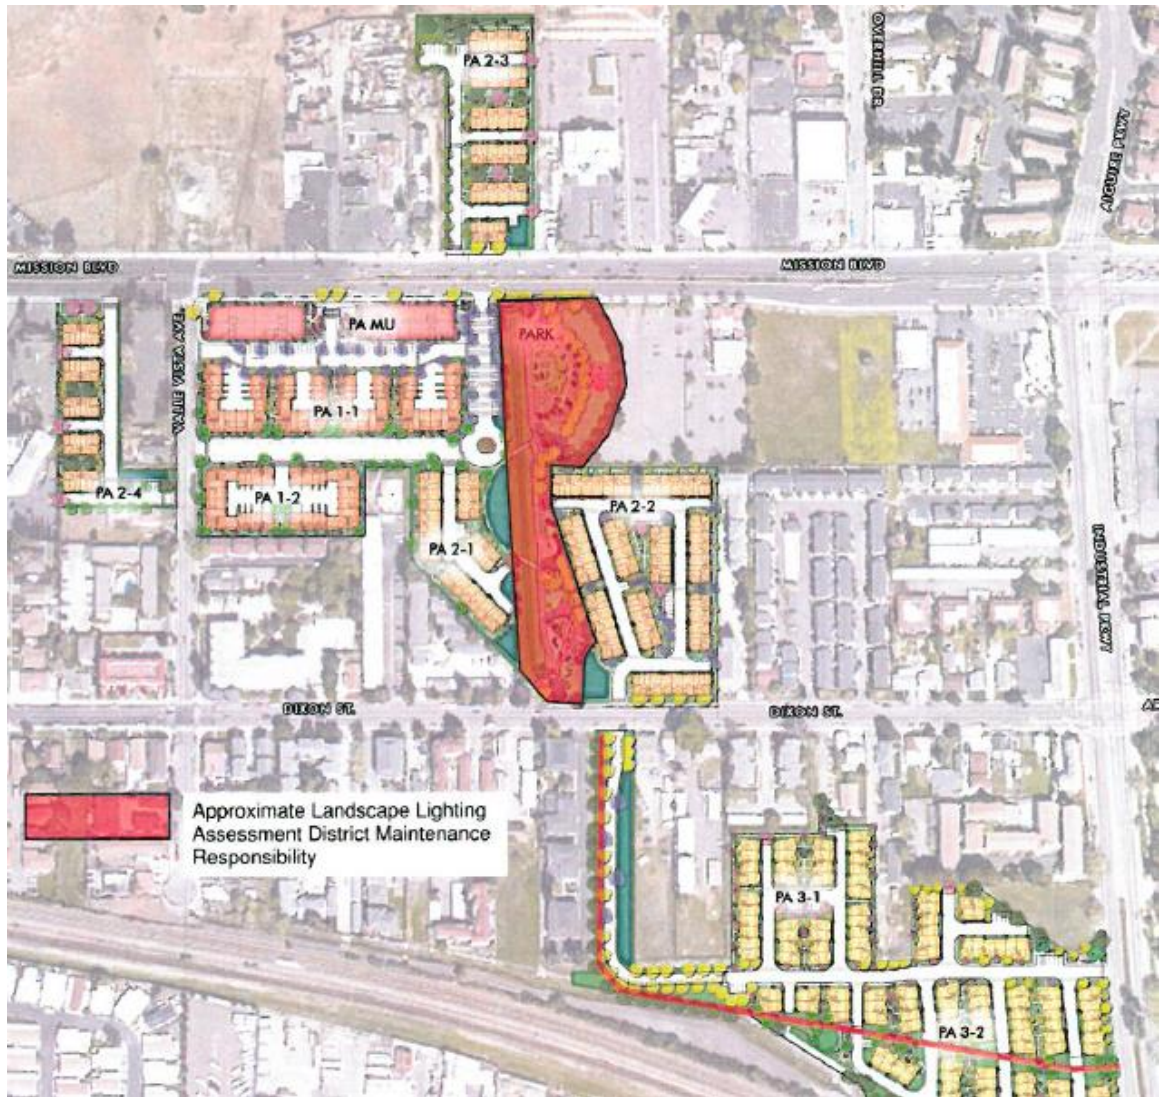 OVERHILL DR.
PA 2-3
MISSION BLVD
MISSION BLVD
VALLE VISTA AVE.
PA MU
PARK
PA 1-1
PA 2-4
PA 1-2
PA 2-2
PA 2-1
INDUSTRIAL PKWY
DIXON ST.
DIXON ST.
Approximate Landscape Lighting
Assessment District Maintenance
Responsibility
PA 3-1
PA 3-2